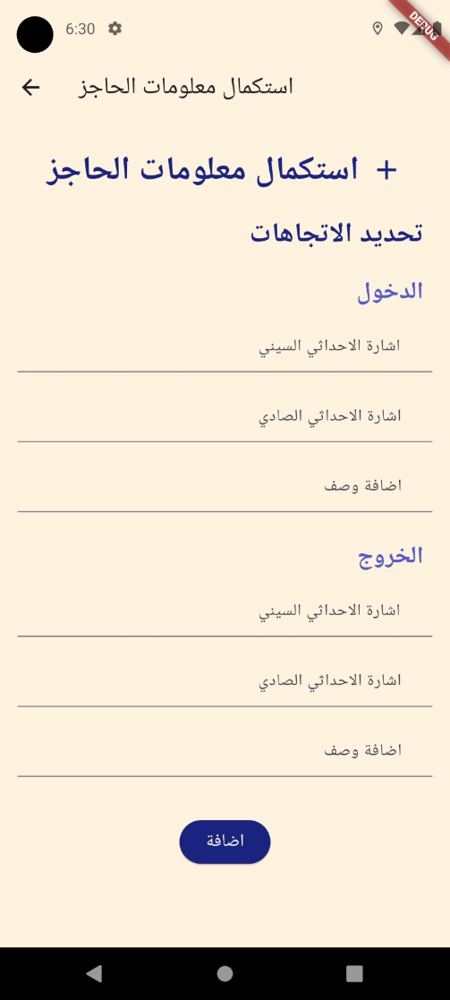 6:30
DEBUG
استكمال معلومات الحاجز
+ استكمال معلومات الحاجز
تحديد الاتجاهات
الدخول
اشارة الاحداثي السيني
اشارة الاحداثي الصادي
اضافة وصف
الخروج
اشارة الاحداثي السيني
اشارة الاحداثي الصادي
اضافة وصف
اضافة